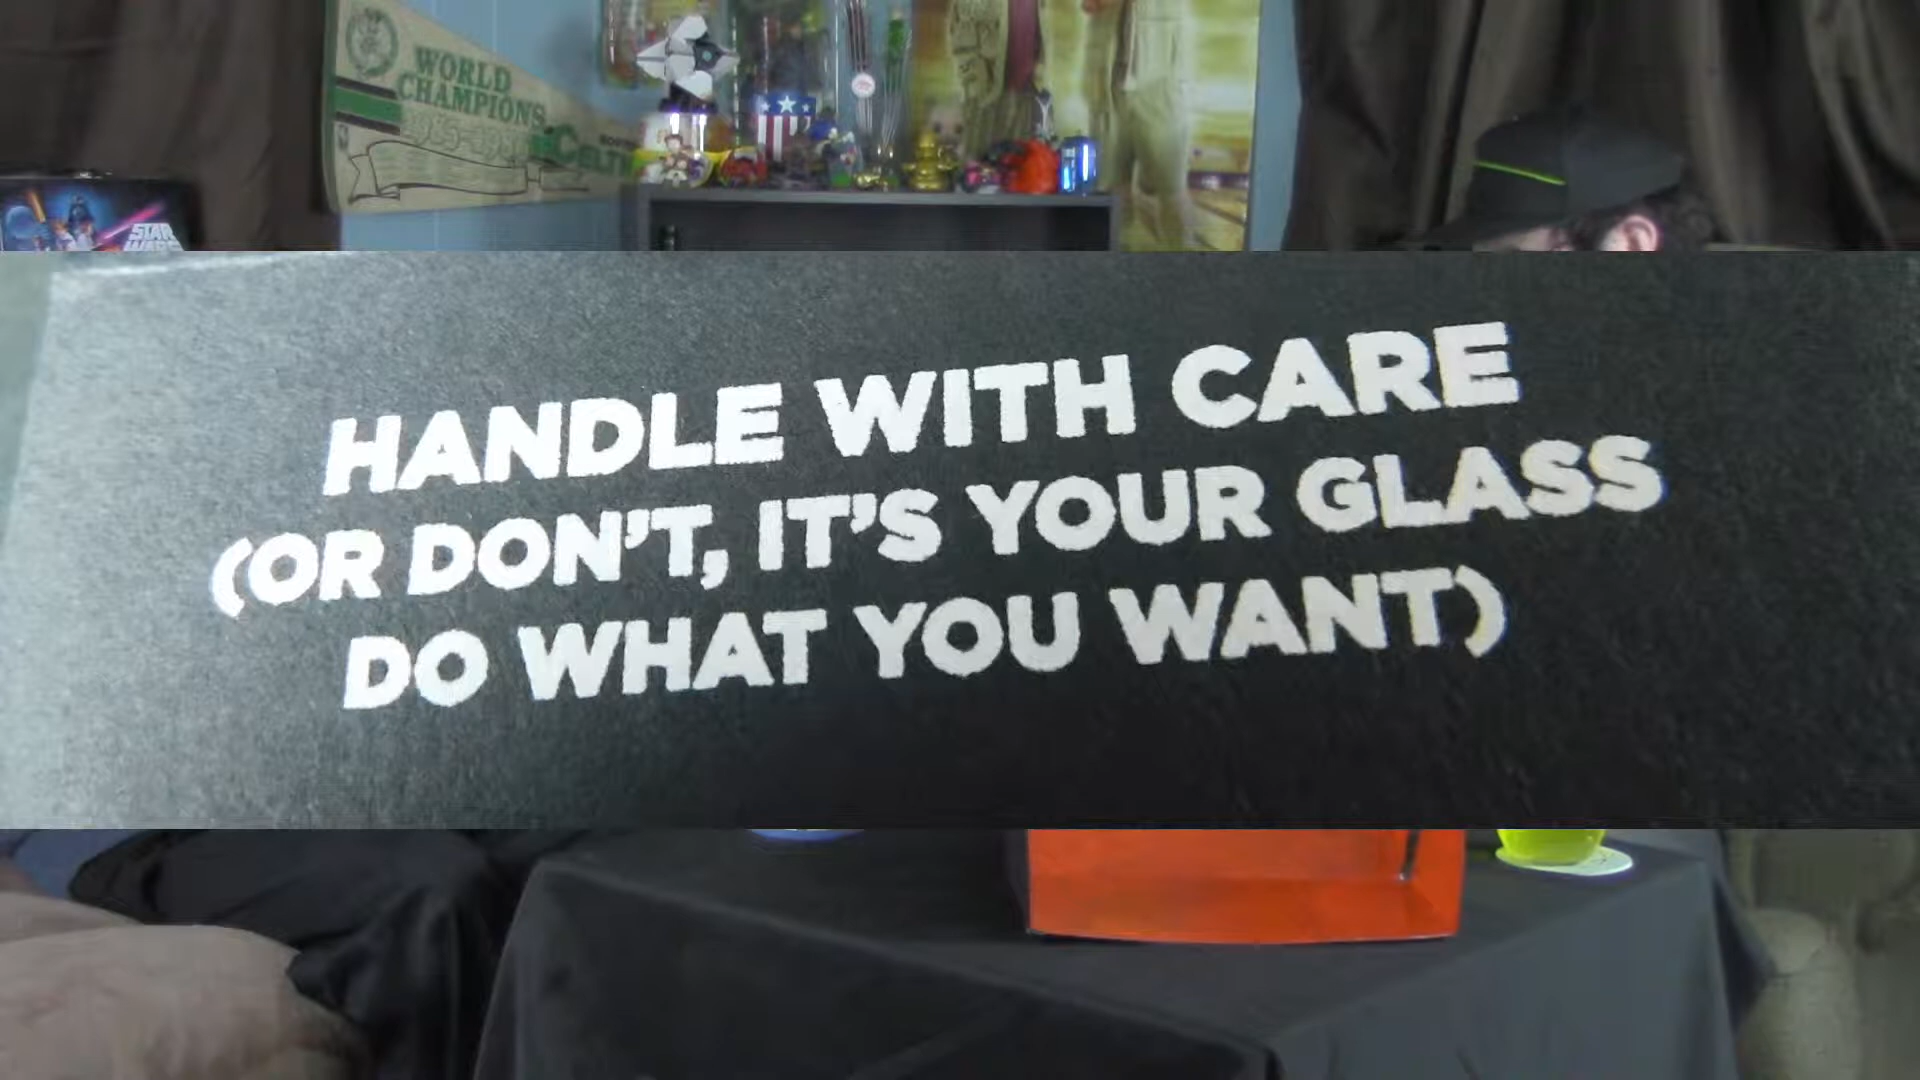 WORLD
CHAMPIONS
STAR
WARS
HANDLE WITH CARE
(OR DON'T, IT'S YOUR GLASS
DO WHAT YOU WANT)